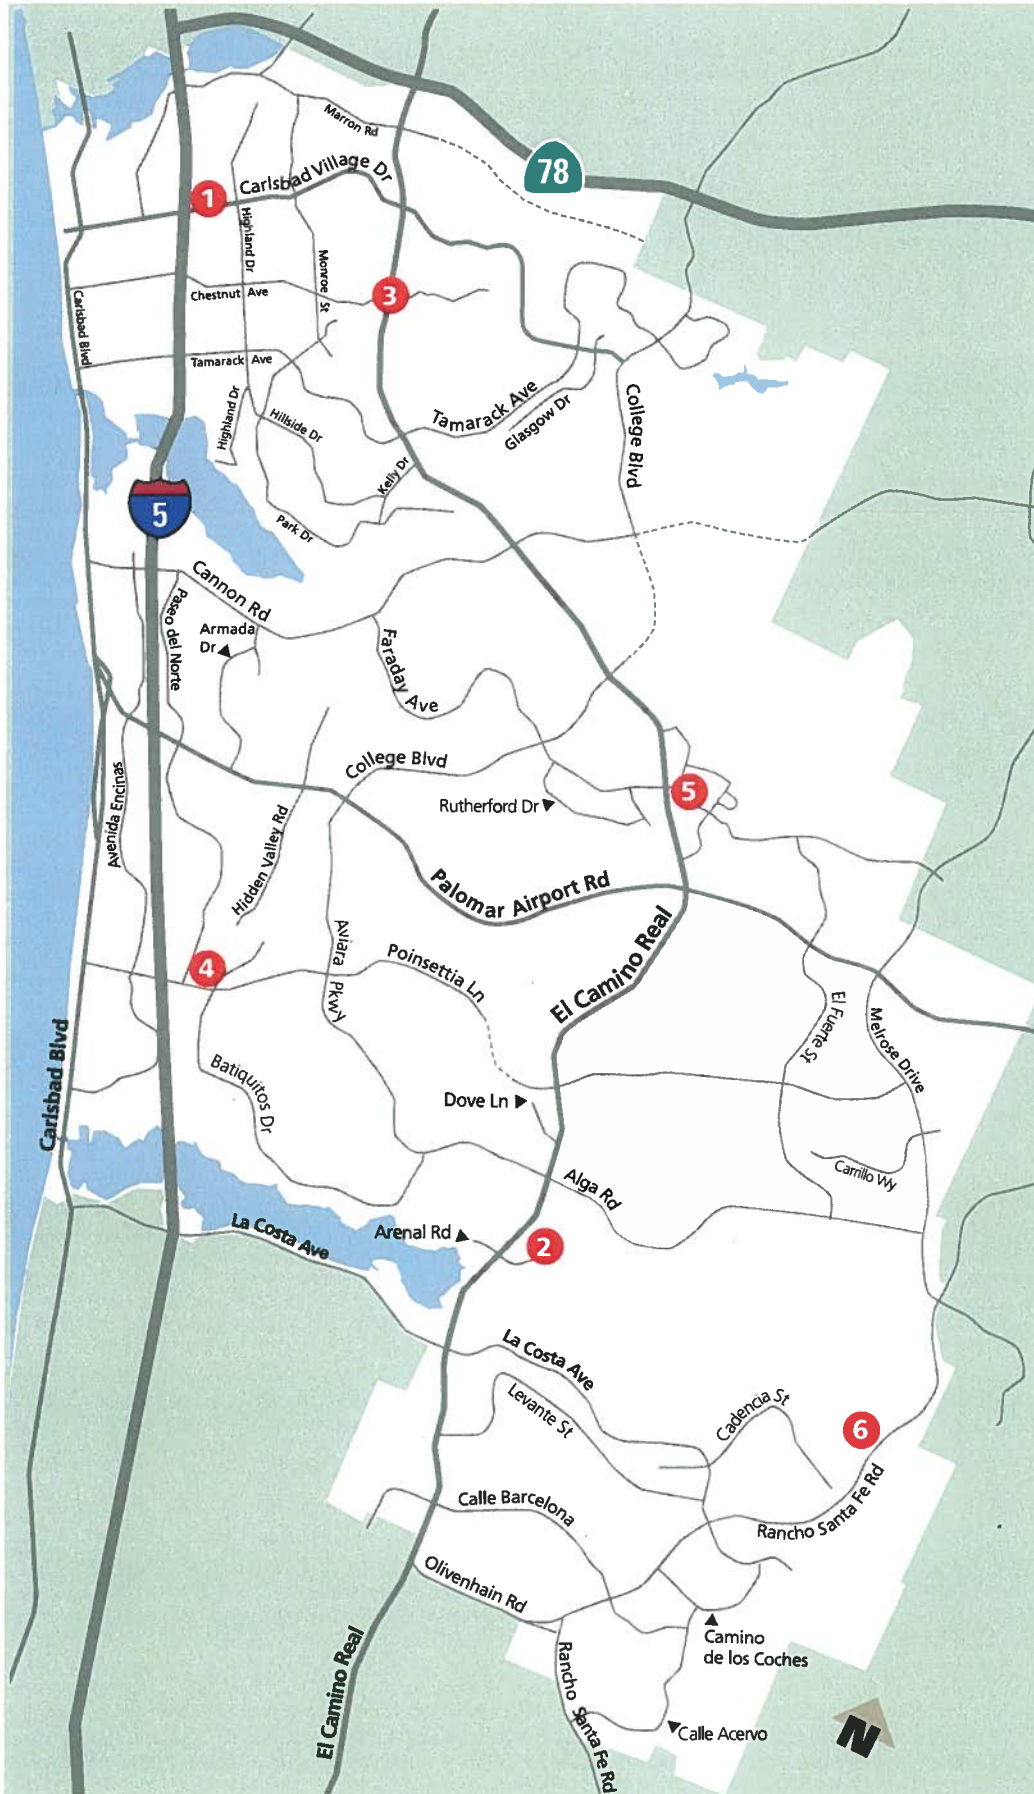 Marron Rd
78
Carlsbad Village Dr
1
Highland Dr
Monroe St
Chestnut Ave
3
Carlsbad Blvd
Tamarack Ave
Highland Dr
Hillside Dr
Tamarack Ave
Glasgow Dr
College Blvd
Kelly Dr
5
Park Dr
Cannon Rd
Paseo del Norte
Armada
Dr
Faraday Ave
College Blvd
Rutherford Dr
5
Avenida Encinas
Hidden Valley Rd
Palomar Airport Rd
El Camino Real
Aviara Pkwy
Poinsettia Ln
4
El Fuerte St
Melrose Drive
Carlsbad Blvd
Batiquitos Dr
Dove Ln
Carrillo Wy
Alga Rd
La Costa Ave
Arenal Rd
2
La Costa Ave
Levante St
Cadencia St
6
Calle Barcelona
Rancho Santa Fe Rd
Olivenhain Rd
Camino
de los Coches
El Camino Real
Rancho Santa Fe Rd
Calle Acervo
N